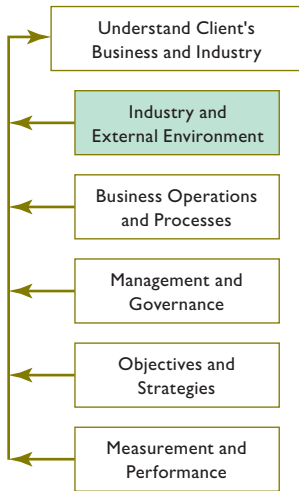 Understand Client's
Business and Industry
Industry and
External Environment
Business Operations
and Processes
Management and
Governance
Objectives and
Strategies
Measurement and
Performance